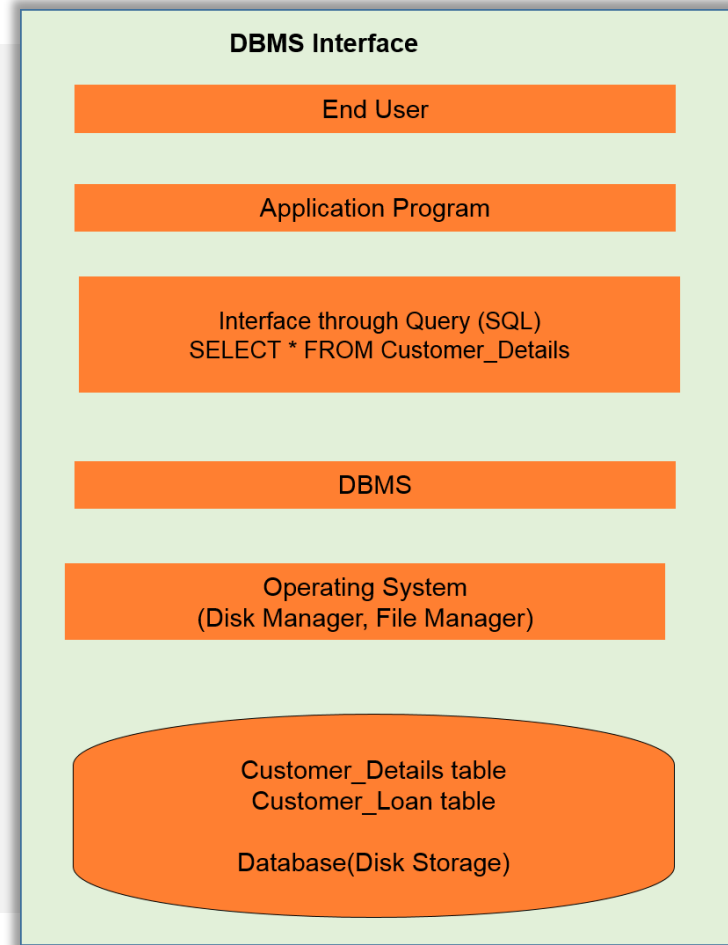 DBMS Interface
End User
Application Program
Interface through Query (SQL)
SELECT * FROM Customer_Details
DBMS
Operating System
(Disk Manager, File Manager)
Customer_Details table
Customer_Loan table
Database(Disk Storage)